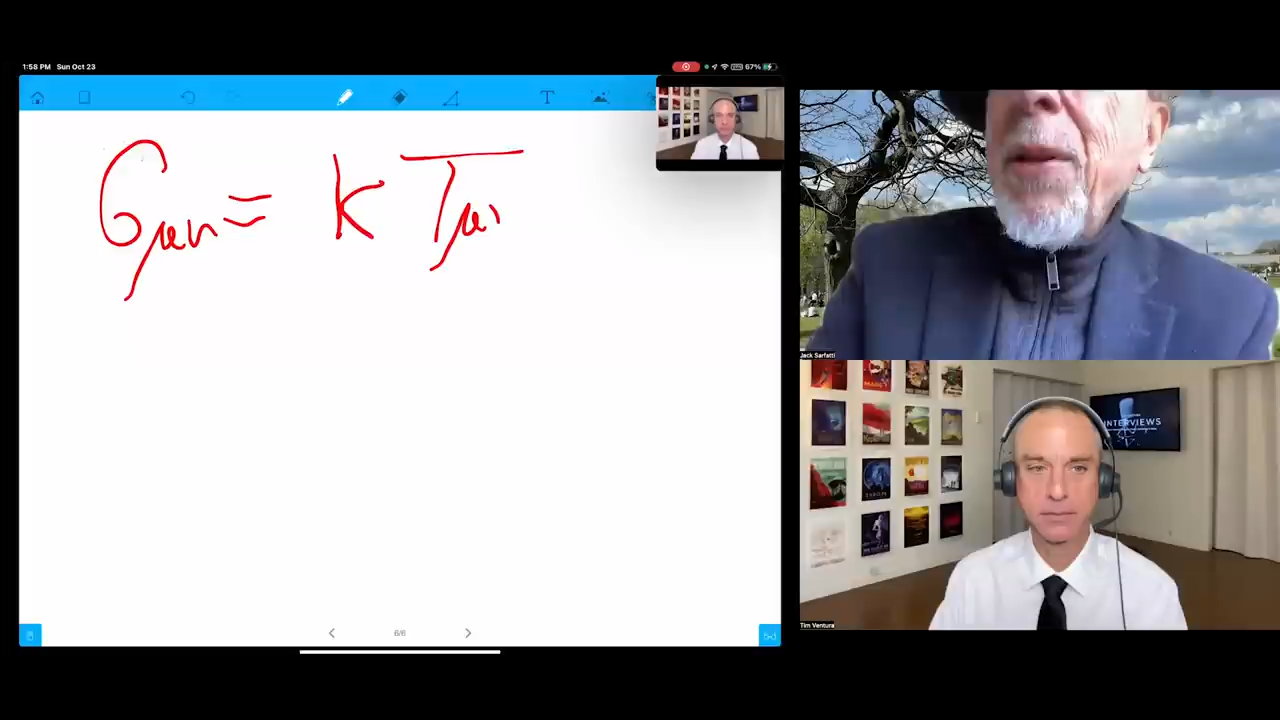 1:58 PM Sun Oct 23
67%
T
Gμν = k Tμν
6/6
Jack Sarfatti
INTERVIEWS
Tim Ventura